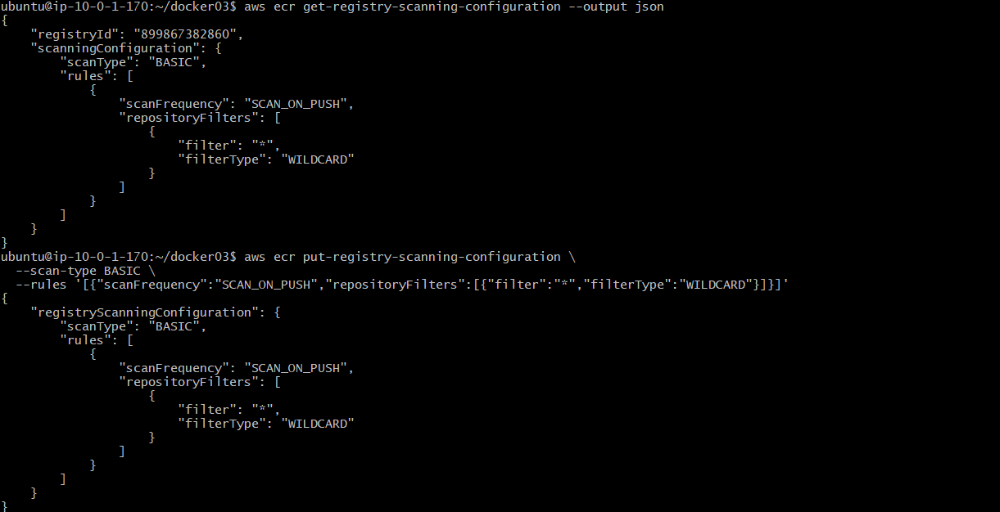 ubuntu@ip-10-0-1-170:~/docker03$ aws ecr get-registry-scanning-configuration --output json
{
    "registryId": "899867382860",
    "scanningConfiguration": {
        "scanType": "BASIC",
        "rules": [
            {
                "scanFrequency": "SCAN_ON_PUSH",
                "repositoryFilters": [
                    {
                        "filter": "*",
                        "filterType": "WILDCARD"
                    }
                ]
            }
        ]
    }
}
ubuntu@ip-10-0-1-170:~/docker03$ aws ecr put-registry-scanning-configuration \
  --scan-type BASIC \
  --rules '[{"scanFrequency":"SCAN_ON_PUSH","repositoryFilters":[{"filter":"*","filterType":"WILDCARD"}]}]'
{
    "registryScanningConfiguration": {
        "scanType": "BASIC",
        "rules": [
            {
                "scanFrequency": "SCAN_ON_PUSH",
                "repositoryFilters": [
                    {
                        "filter": "*",
                        "filterType": "WILDCARD"
                    }
                ]
            }
        ]
    }
}